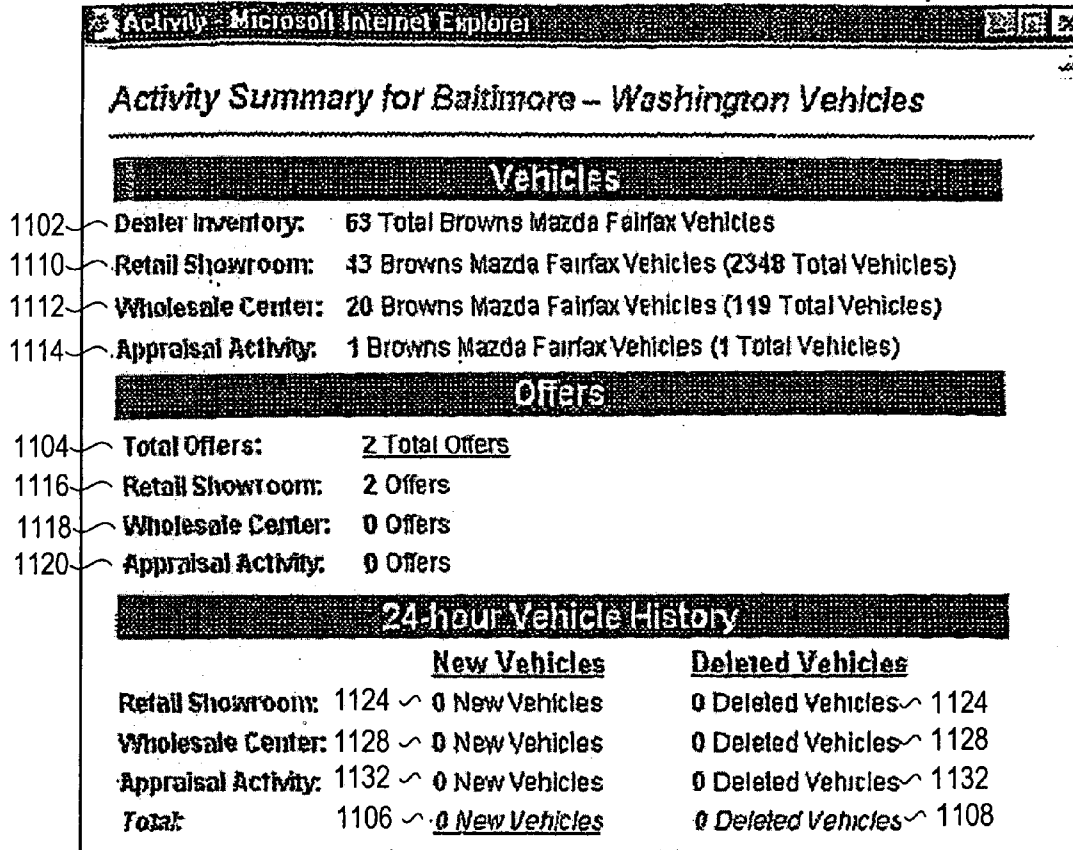 Activity - Microsoft Internet Explorer
Activity Summary for Baltimore – Washington Vehicles
Vehicles
1102 Dealer Inventory: 63 Total Browns Mazda Fairfax Vehicles
1110 Retail Showroom: 43 Browns Mazda Fairfax Vehicles (2348 Total Vehicles)
1112 Wholesale Center: 20 Browns Mazda Fairfax Vehicles (119 Total Vehicles)
1114 Appraisal Activity: 1 Browns Mazda Fairfax Vehicles (1 Total Vehicles)
Offers
1104 Total Offers: 2 Total Offers
1116 Retail Showroom: 2 Offers
1118 Wholesale Center: 0 Offers
1120 Appraisal Activity: 0 Offers
24-hour Vehicle History
New Vehicles Deleted Vehicles
Retail Showroom: 1124 0 New Vehicles 0 Deleted Vehicles 1124
Wholesale Center: 1128 0 New Vehicles 0 Deleted Vehicles 1128
Appraisal Activity: 1132 0 New Vehicles 0 Deleted Vehicles 1132
Total: 1106 0 New Vehicles 0 Deleted Vehicles 1108